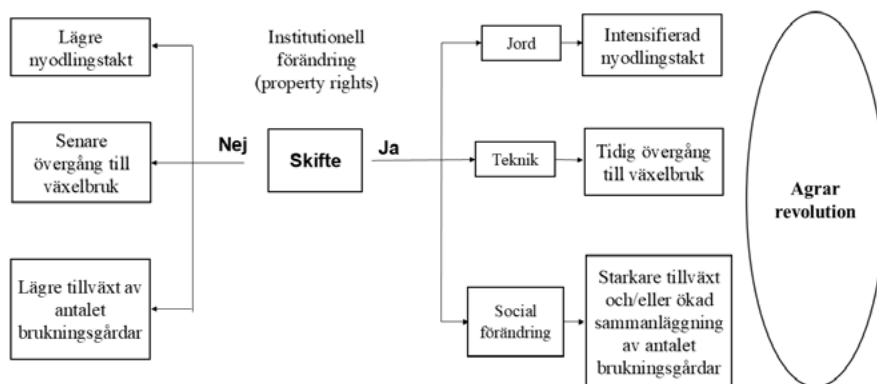 Lägre
nyodlingstakt
Senare
övergång till
växelbruk
Lägre tillväxt av
antalet
brukningsgårdar
Institutionell
förändring
(property rights)
Nej
Skifte
Ja
Jord
Intensifierad
nyodlingstakt
Teknik
Tidig övergång
till växelbruk
Social
förändring
Starkare tillväxt
och/eller ökad
sammanläggning
av antalet
brukningsgårdar
Agrar
revolution